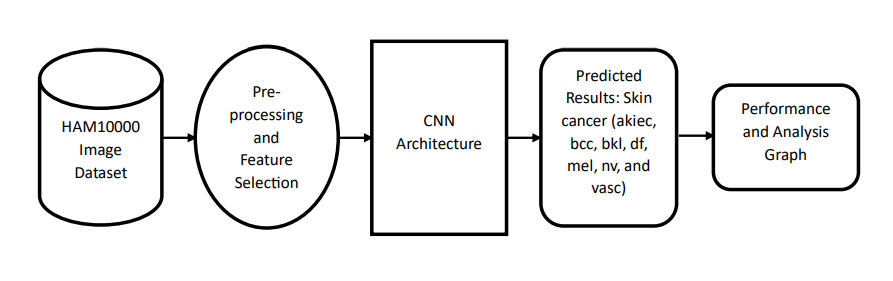 HAM10000
Image
Dataset
Pre-
processing
and
Feature
Selection
CNN
Architecture
Predicted
Results: Skin
cancer (akiec,
bcc, bkl, df,
mel, nv, and
vasc)
Performance
and Analysis
Graph